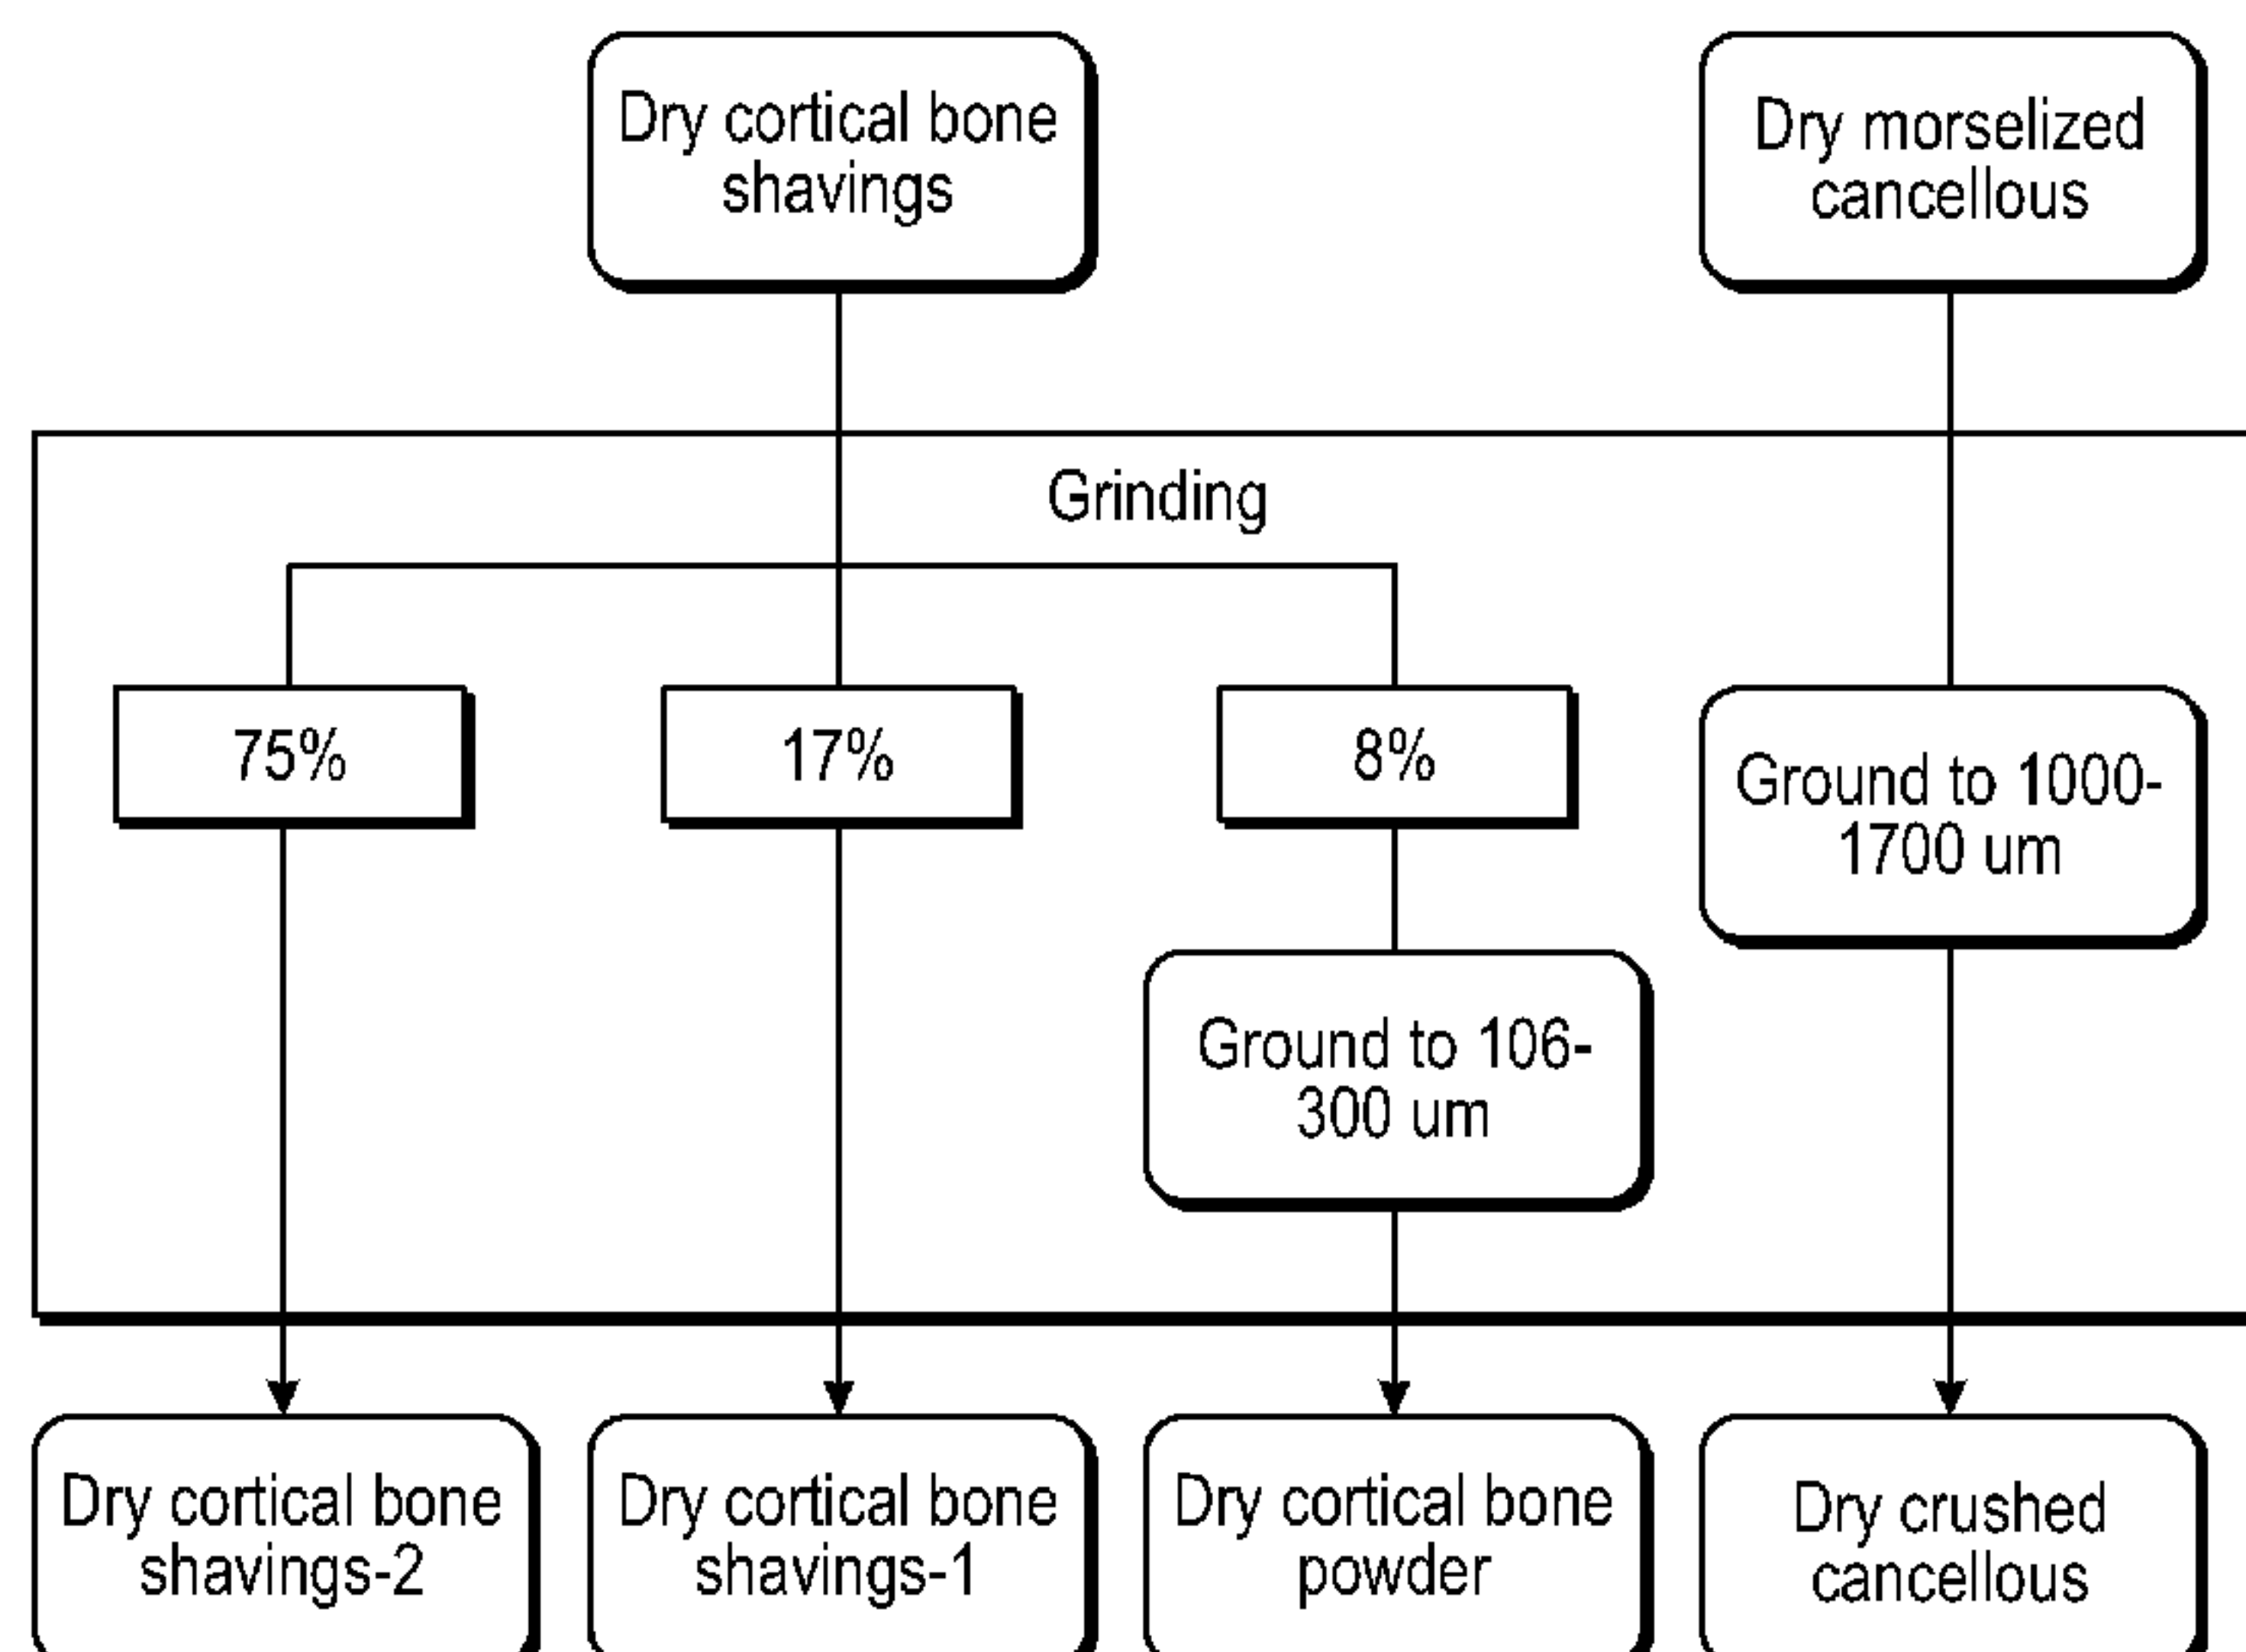 Dry cortical bone
shavings
Dry morselized
cancellous
Grinding
75%
17%
8%
Ground to 1000-
1700 um
Ground to 106-
300 um
Dry cortical bone
shavings-2
Dry cortical bone
shavings-1
Dry cortical bone
powder
Dry crushed
cancellous